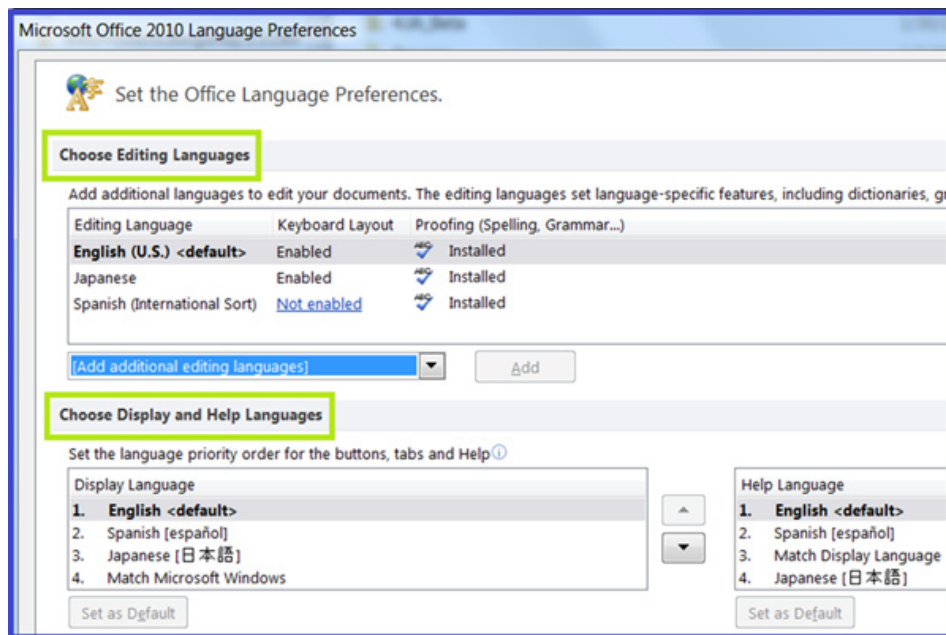 Microsoft Office 2010 Language Preferences
Set the Office Language Preferences.
Choose Editing Languages
Add additional languages to edit your documents. The editing languages set language-specific features, including dictionaries,
Editing Language Keyboard Layout Proofing (Spelling, Grammar...)
English (U.S.) <default> Enabled Installed
Japanese Enabled Installed
Spanish (International Sort) Not enabled Installed
[Add additional editing languages] Add
Choose Display and Help Languages
Set the language priority order for the buttons, tabs and Help
Display Language
1. English <default>
2. Spanish [español]
3. Japanese [日本語]
4. Match Microsoft Windows
Set as Default
Help Language
1. English <default>
2. Spanish [español]
3. Match Display Language
4. Japanese [日本語]
Set as Default